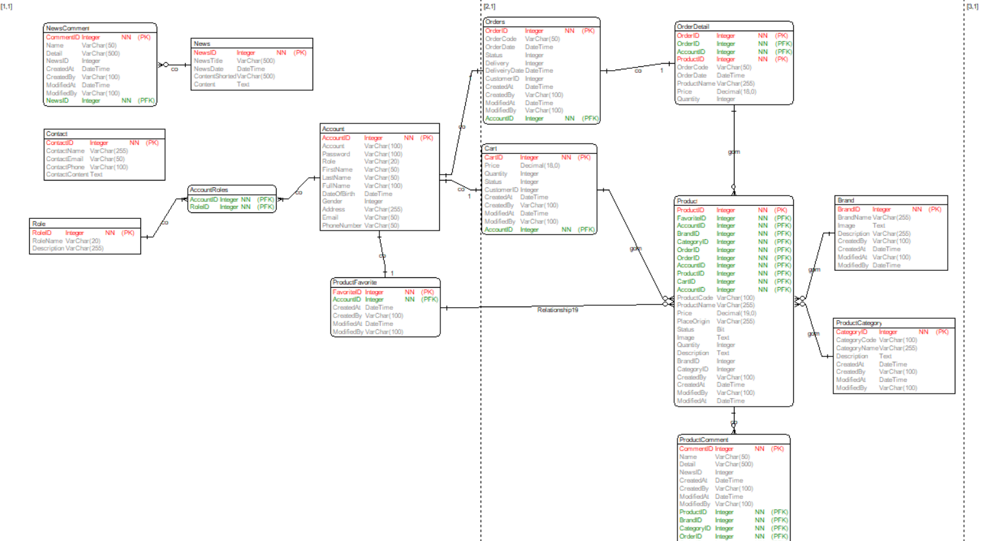 [1,1]
[2,1]
[3,1]
NewsComment
CommentID Integer NN (PK)
Name VarChar(50)
Detail VarChar(500)
NewsID Integer
CreatedAt DateTime
CreatedBy VarChar(100)
ModifiedAt DateTime
ModifiedBy VarChar(100)
NewsID Integer NN (PFK)
co
News
NewsID Integer NN (PK)
NewsTitle VarChar(500)
NewsDate DateTime
ContentShorted VarChar(500)
Content Text
Contact
ContactID Integer NN (PK)
ContactName VarChar(255)
ContactEmail VarChar(50)
ContactPhone VarChar(100)
ContactContent Text
AccountRoles
AccountID Integer NN (PFK)
RoleID Integer NN (PFK)
co
co
Role
RoleID Integer NN (PK)
RoleName VarChar(20)
Description VarChar(255)
Account
AccountID Integer NN (PK)
Account VarChar(100)
Password VarChar(100)
Role VarChar(20)
FirstName VarChar(50)
LastName VarChar(50)
FullName VarChar(100)
DateOfBirth DateTime
Gender Integer
Address VarChar(255)
Email VarChar(50)
PhoneNumber VarChar(50)
co
co
1
co
1
ProductFavorite
FavoriteID Integer NN (PK)
AccountID Integer NN (PFK)
CreatedAt DateTime
CreatedBy VarChar(100)
ModifiedAt DateTime
ModifiedBy VarChar(100)
Relationship19
Orders
OrderID Integer NN (PK)
OrderCode VarChar(50)
OrderDate DateTime
Status Integer
Delivery Integer
DeliveiryDate DateTime
CustomerID Integer
CreatedAt DateTime
CreatedBy VarChar(100)
ModifiedAt DateTime
ModifiedBy VarChar(100)
AccountID Integer NN (PFK)
co
1
Cart
CartID Integer NN (PK)
Price Decimal(18,0)
Quantity Integer
Status Integer
CustomerID Integer
CreatedAt DateTime
CreatedBy VarChar(100)
ModifiedAt DateTime
ModifiedBy VarChar(100)
AccountID Integer NN (PFK)
gom
OrderDetail
OrderID Integer NN (PK)
OrderID Integer NN (PFK)
AccountID Integer NN (PFK)
ProductID Integer NN (PK)
OrderCode VarChar(50)
OrderDate DateTime
ProductName VarChar(255)
Price Decimal(18,0)
Quantity Integer
gom
Product
ProductID Integer NN (PK)
FavoriteID Integer NN (PFK)
AccountID Integer NN (PFK)
BrandID Integer NN (PFK)
CategoryID Integer NN (PFK)
OrderID Integer NN (PFK)
OrderID Integer NN (PFK)
AccountID Integer NN (PFK)
ProductID Integer NN (PFK)
CartID Integer NN (PFK)
AccountID Integer NN (PFK)
ProductCode VarChar(100)
ProductName VarChar(255)
Price Decimal(19,0)
PlaceOrigin VarChar(255)
Status Bit
Image Text
Quantity Integer
Description Text
BrandID Integer
CategoryID Integer
CreatedBy VarChar(100)
CreatedAt DateTime
ModifiedBy VarChar(100)
ModifiedAt DateTime
Brand
BrandID Integer NN (PK)
BrandName VarChar(255)
Image Text
Description VarChar(255)
CreatedBy VarChar(100)
CreatedAt DateTime
ModifiedAt VarChar(100)
ModifiedBy DateTime
gom
ProductCategory
CategoryID Integer NN (PK)
CategoryCode VarChar(100)
CategoryName VarChar(255)
Description Text
CreatedAt DateTime
CreatedBy VarChar(100)
ModifiedAt DateTime
ModifiedBy VarChar(100)
gom
co
ProductComment
CommentID Integer NN (PK)
Name VarChar(50)
Detail VarChar(500)
NewsID Integer
CreatedAt DateTime
CreatedBy VarChar(100)
ModifiedAt DateTime
ModifiedBy VarChar(100)
ProductID Integer NN (PFK)
BrandID Integer NN (PFK)
CategoryID Integer NN (PFK)
OrderID Integer NN (PFK)